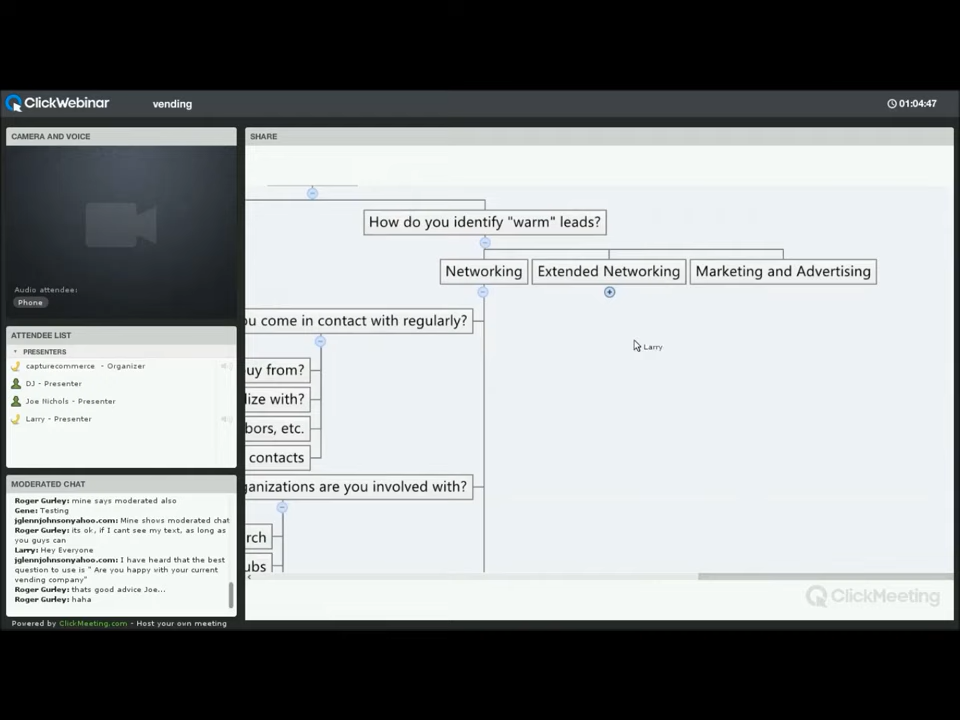 ClickWebinar
vending
01:04:47
CAMERA AND VOICE
SHARE
Audio attendee:
Phone
ATTENDEE LIST
PRESENTERS
capturecommerce - Organizer
DJ - Presenter
Joe Nichols - Presenter
Larry - Presenter
MODERATED CHAT
Roger Gurley: mine says moderated also
Gene: Testing
jglennjohnsonyahoo.com: Mine shovs moderated chat
Roger Gurley: its ok, if I cant see my text, as long as
you guys can
Larry: Hey Everyone
jglennjohnsonyahoo.com: I have heard that the best
question to use is " Are you happy with your current
vending company"
Roger Gurley: thats good advice Joe...
Roger Gurley: haha
How do you identify "warm" leads?
Networking
Extended Networking
Marketing and Advertising
ou come in contact with regularly?
Larry
buy from?
lize with?
bors, etc.
contacts
ganizations are you involved with?
rch
ubs
ClickMeeting
Powered by ClickMeeting.com - Host your own meeting